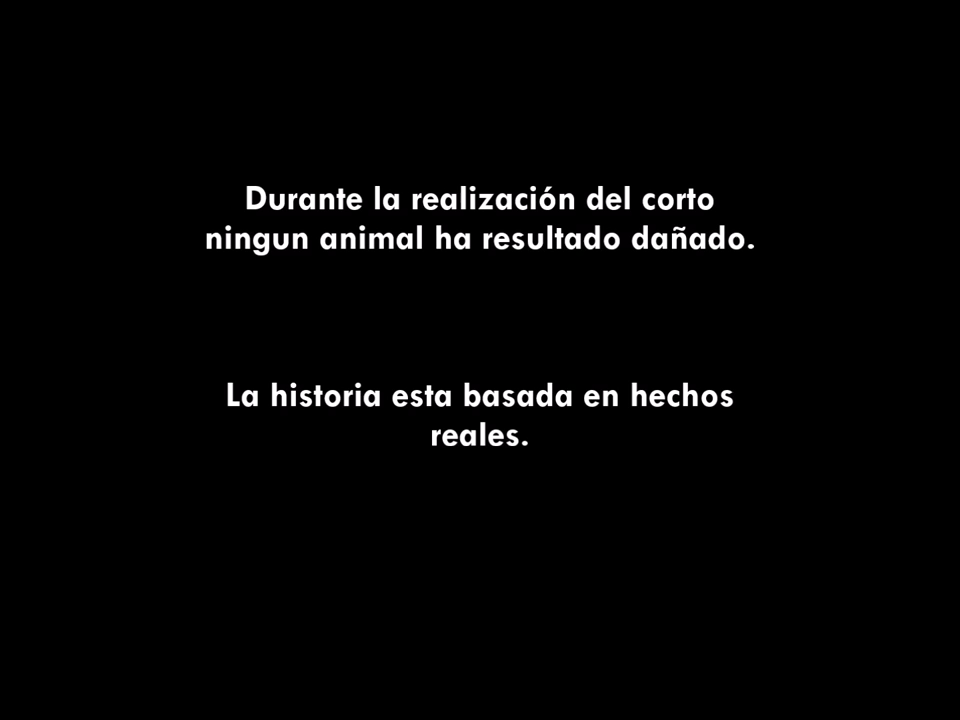 Durante la realización del corto
ningun animal ha resultado dañado.
La historia esta basada en hechos
reales.